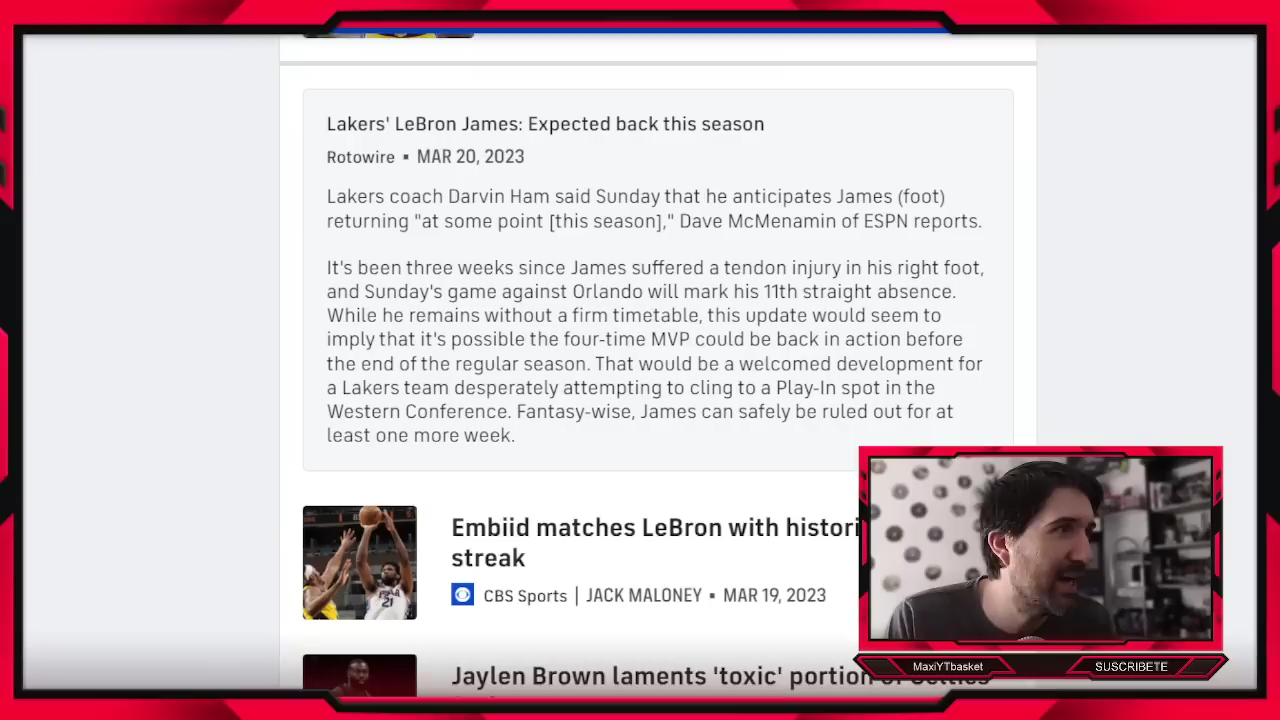 Lakers' LeBron James: Expected back this season
Rotowire ▪ MAR 20, 2023
Lakers coach Darvin Ham said Sunday that he anticipates James (foot)
returning "at some point [this season]," Dave McMenamin of ESPN reports.
It's been three weeks since James suffered a tendon injury in his right foot,
and Sunday's game against Orlando will mark his 11th straight absence.
While he remains without a firm timetable, this update would seem to
imply that it's possible the four-time MVP could be back in action before
the end of the regular season. That would be a welcomed development for
a Lakers team desperately attempting to cling to a Play-In spot in the
Western Conference. Fantasy-wise, James can safely be ruled out for at
least one more week.
Embiid matches LeBron with histori
streak
CBS Sports | JACK MALONEY ▪ MAR 19, 2023
21
Jaylen Brown laments 'toxic' portion of Celtics
MaxiYTbasket
SUSCRIBETE